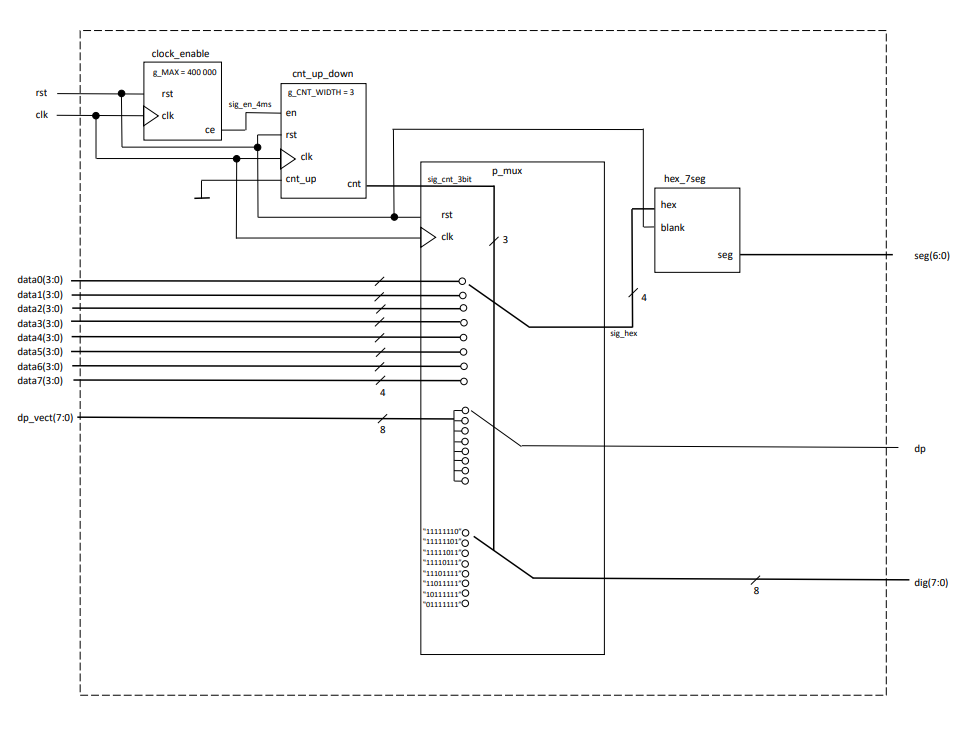 clock_enable
g_MAX = 400 000
rst
rst
clk
clk
ce
sig_en_4ms
cnt_up_down
g_CNT_WIDTH = 3
en
rst
clk
cnt_up
cnt
p_mux
sig_cnt_3bit
rst
clk
3
hex_7seg
hex
blank
seg
seg(6:0)
4
sig_hex
data0(3:0)
data1(3:0)
data2(3:0)
data3(3:0)
data4(3:0)
data5(3:0)
data6(3:0)
data7(3:0)
4
dp_vect(7:0)
8
dp
"11111110"
"11111101"
"11111011"
"11110111"
"11101111"
"11011111"
"10111111"
"01111111"
8
dig(7:0)